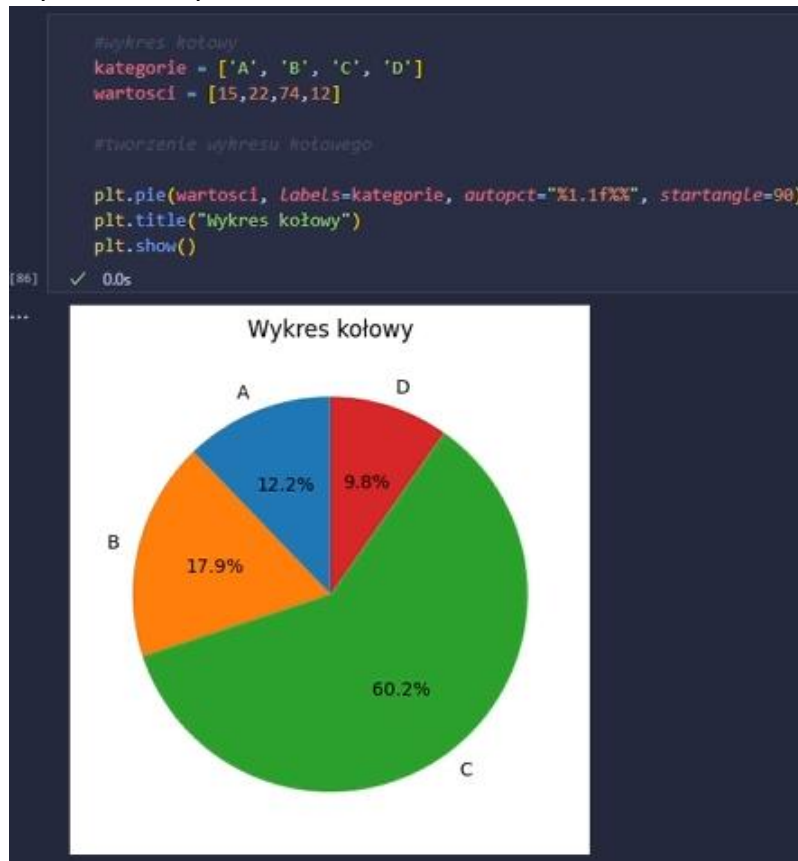 #wykres kołowy
kategorie = ['A', 'B', 'C', 'D']
wartosci = [15,22,74,12]
#tworzenie wykresu kołowego
plt.pie(wartosci, labels=kategorie, autopct="%1.1f%%", startangle=90)
plt.title("Wykres kołowy")
plt.show()
[86] ✓ 0.0s
...
Wykres kołowy
A
D
12.2%
9.8%
B
17.9%
60.2%
C